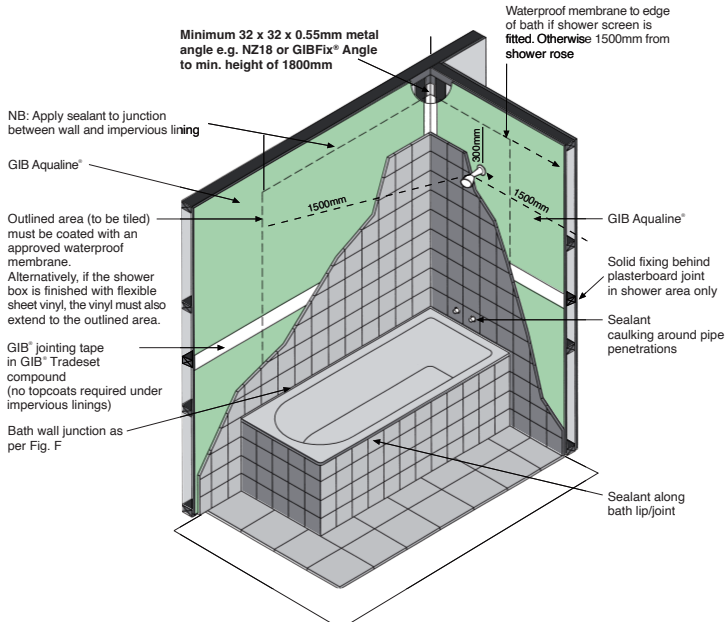 Waterproof membrane to edge
of bath if shower screen is
fitted. Otherwise 1500mm from
shower rose
Minimum 32 x 32 x 0.55mm metal
angle e.g. NZ18 or GIBFix® Angle
to min. height of 1800mm
NB: Apply sealant to junction
between wall and impervious lining
GIB Aqualine®
Outlined area (to be tiled)
must be coated with an
approved waterproof
membrane.
Alternatively, if the shower
box is finished with flexible
sheet vinyl, the vinyl must also
extend to the outlined area.
GIB® jointing tape
in GIB® Tradeset
compound
(no topcoats required under
impervious linings)
Bath wall junction as
per Fig. F
1500mm
300mm
1500mm
GIB Aqualine®
Solid fixing behind
plasterboard joint
in shower area only
Sealant
caulking around pipe
penetrations
Sealant along
bath lip/joint